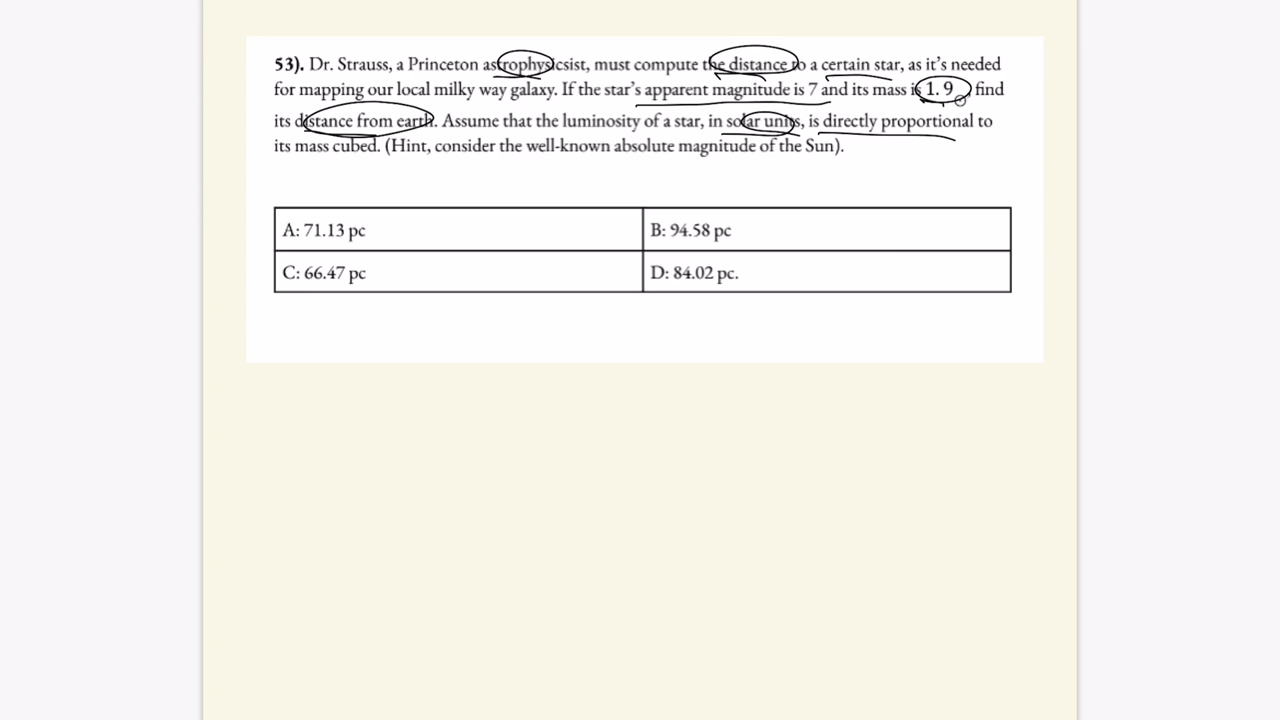 53). Dr. Strauss, a Princeton astrophysicsist, must compute the distance to a certain star, as it's needed
for mapping our local milky way galaxy. If the star's apparent magnitude is 7 and its mass is 1.9 find
its distance from earth. Assume that the luminosity of a star, in solar units, is directly proportional to
its mass cubed. (Hint, consider the well-known absolute magnitude of the Sun).
A: 71.13 pc
B: 94.58 pc
C: 66.47 pc
D: 84.02 pc.